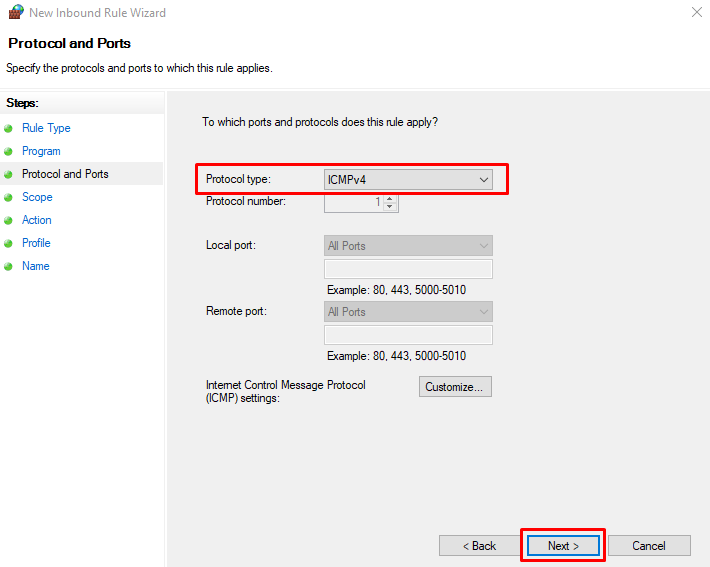 New Inbound Rule Wizard
Protocol and Ports
Specify the protocols and ports to which this rule applies.
Steps:
Rule Type
Program
Protocol and Ports
Scope
Action
Profile
Name
To which ports and protocols does this rule apply?
Protocol type: ICMPv4
Protocol number: 1
Local port: All Ports
Example: 80, 443, 5000-5010
Remote port: All Ports
Example: 80, 443, 5000-5010
Internet Control Message Protocol
(ICMP) settings:
Customize...
< Back Next > Cancel